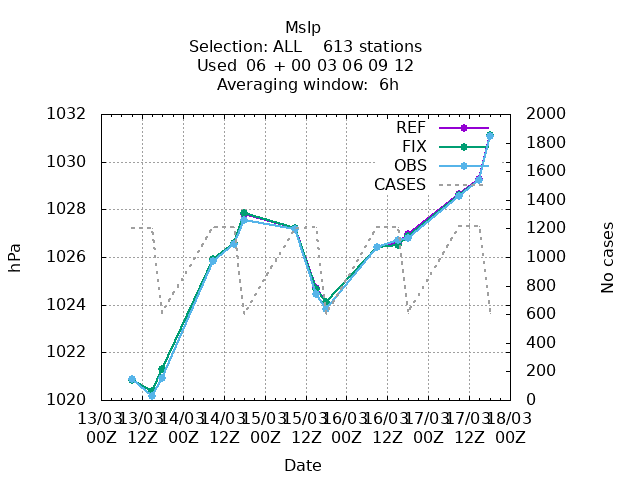 Mslp
Selection: ALL    613 stations
Used  06 + 00 03 06 09 12
Averaging window:  6h
1032
1030
1028
1026
1024
1022
1020
hPa
2000
1800
1600
1400
1200
1000
800
600
400
200
0
No cases
REF
FIX
OBS
CASES
13/03 13/03 14/03 14/03 15/03 15/03 16/03 16/03 17/03 17/03 18/03
00Z 12Z 00Z 12Z 00Z 12Z 00Z 12Z 00Z 12Z 00Z
Date